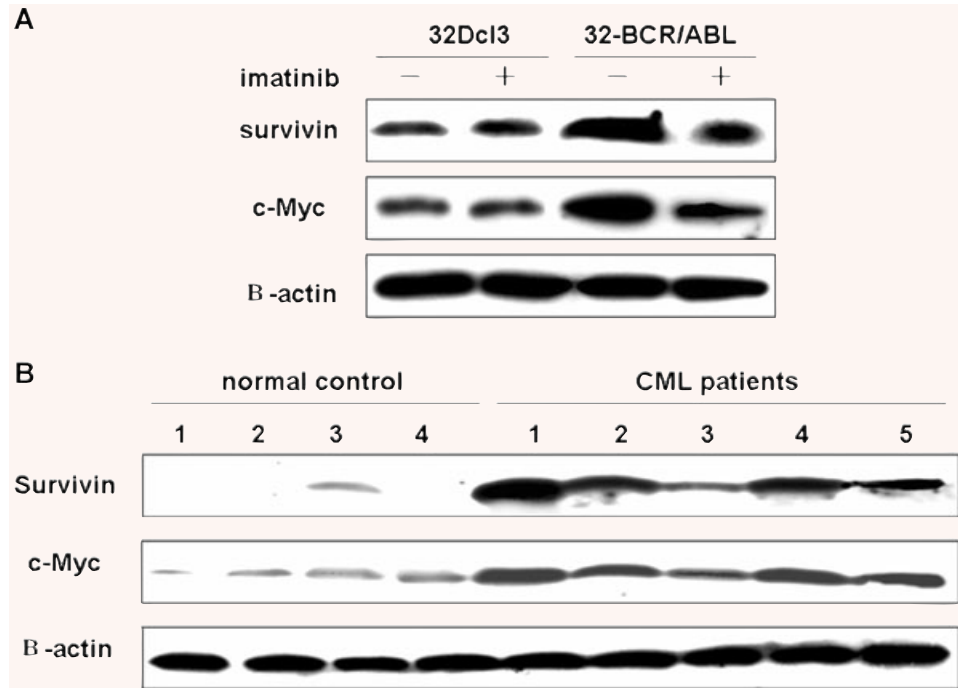 A
32Dcl3 32-BCR/ABL
imatinib − + − +
survivin
c-Myc
B -actin
B
normal control CML patients
1 2 3 4 1 2 3 4 5
Survivin
c-Myc
B -actin